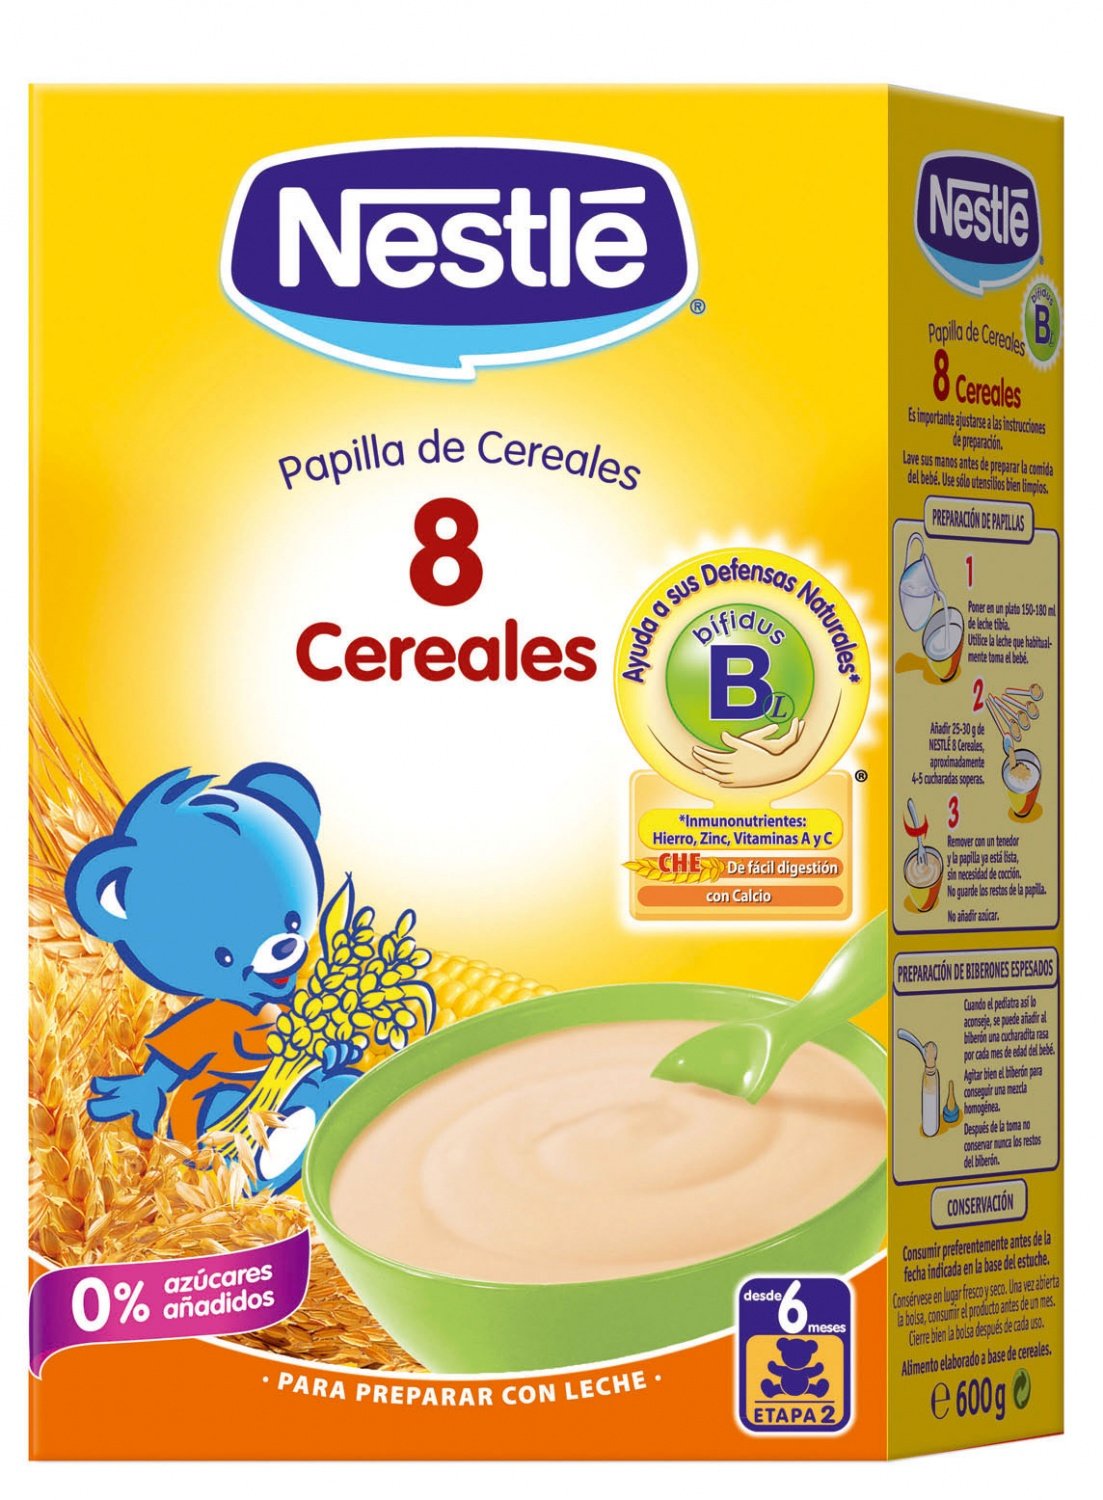 Nestlé
®
Papilla de Cereales
8
Cereales
Ayuda a sus Defensas Naturales*
bífidus
BL
®
*Inmunonutrientes:
Hierro, Zinc, Vitaminas A y C
CHE De fácil digestión
con Calcio
0% azúcares
añadidos
· PARA PREPARAR CON LECHE ·
desde 6
meses
ETAPA 2
Nestlé
bífidus
BL
Papilla de Cereales
8 Cereales
Es importante ajustarse a las instrucciones
de preparación.
Lave sus manos antes de preparar la comida
del bebé. Use sólo utensilios bien limpios.
PREPARACIÓN DE PAPILLAS
1
Poner en un plato 150-180 ml
de leche tibia.
Utilice la leche que habitual-
mente toma el bebé.
2
Añadir 25-30 g de
NESTLÉ 8 Cereales,
aproximadamente
4-5 cucharadas soperas.
3
Remover con un tenedor
y la papilla ya está lista,
sin necesidad de cocción.
No guarde los restos de la papilla.
No añadir azúcar.
PREPARACIÓN DE BIBERONES ESPESADOS
Cuando el pediatra así lo
aconseje, se puede añadir al
biberón una cucharadita rasa
por cada mes de edad del bebé.
Agitar bien el biberón para
conseguir una mezcla
homogénea.
Después de la toma no
conservar nunca los restos
del biberón.
CONSERVACIÓN
Consumir preferentemente antes de la
fecha indicada en la base del estuche.
Consérvese en lugar fresco y seco. Una vez abierta
la bolsa, consumir el producto antes de un mes.
Cierre bien la bolsa después de cada uso.
Alimento elaborado a base de cereales.
e 600g